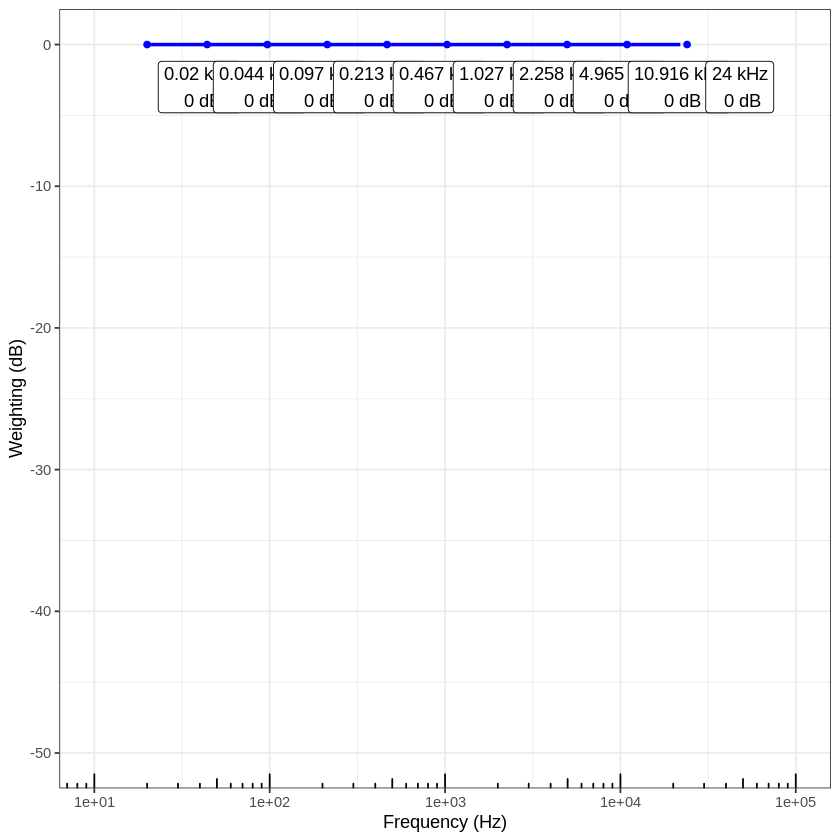 0
0.02 k
0.044 k
0.097 k
0.213 k
0.467 k
1.027 k
2.258 k
4.965
10.916 k
24 kHz
0 dB
0 dB
0 dB
0 dB
0 dB
0 dB
0 dB
0 d
0 dB
0 dB
-10
-20
-30
-40
-50
Weighting (dB)
1e+01
1e+02
1e+03
1e+04
1e+05
Frequency (Hz)